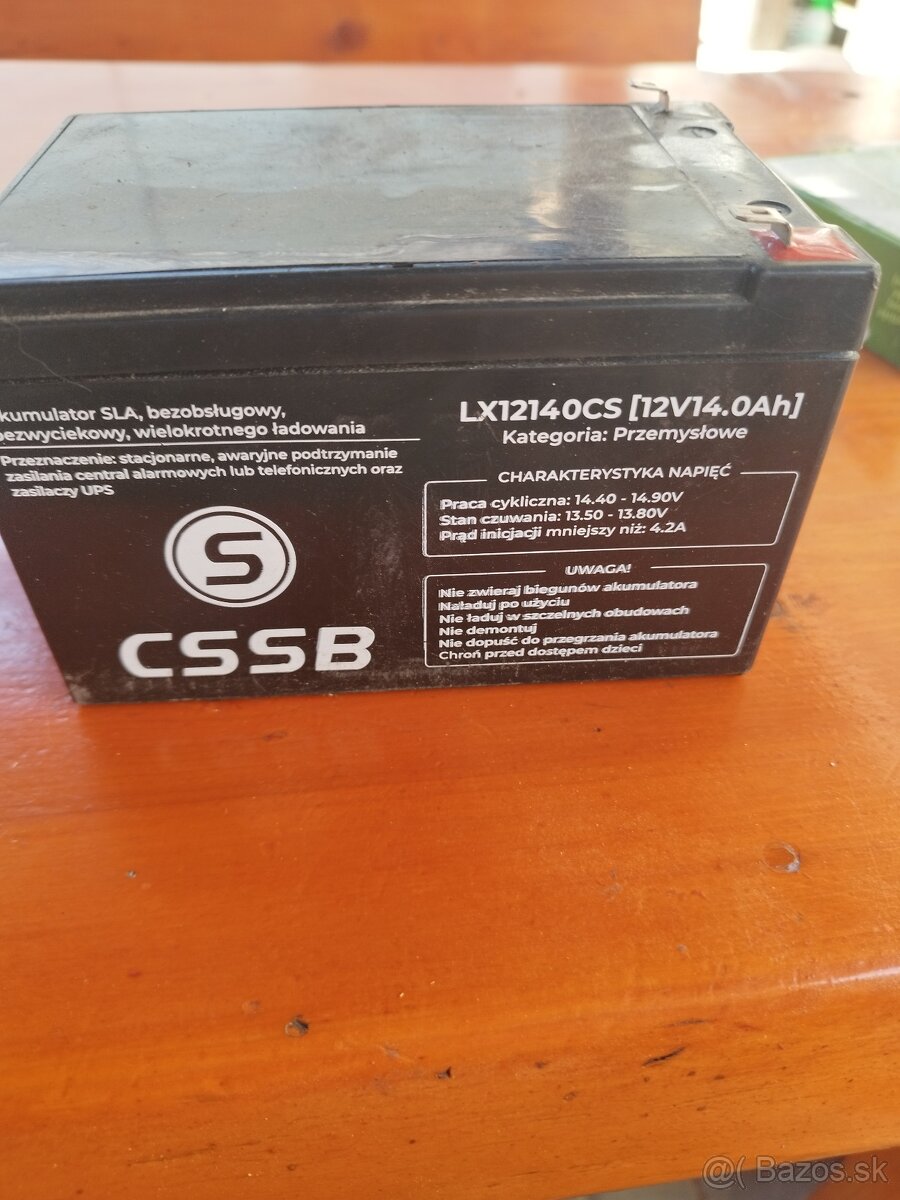 kumulator SLA, bezobsługowy,
bezwyciekowy, wielokrotnego ładowania
Przeznaczenie: stacjonarne, awaryjne podtrzymanie
zasilania central alarmowych lub telefonicznych oraz
zasilaczy UPS
S
CSSB
LX12140CS [12V14.0Ah]
Kategoria: Przemysłowe
CHARAKTERYSTYKA NAPIĘĆ
Praca cykliczna: 14.40 - 14.90V
Stan czuwania: 13.50 - 13.80V
Prąd inicjacji mniejszy niż: 4.2A
UWAGA!
Nie zwieraj biegunów akumulatora
Naładuj po użyciu
Nie ładuj w szczelnych obudowach
Nie demontuj
Nie dopuść do przegrzania akumulatora
Chroń przed dostępem dzieci
@( Bazos.sk